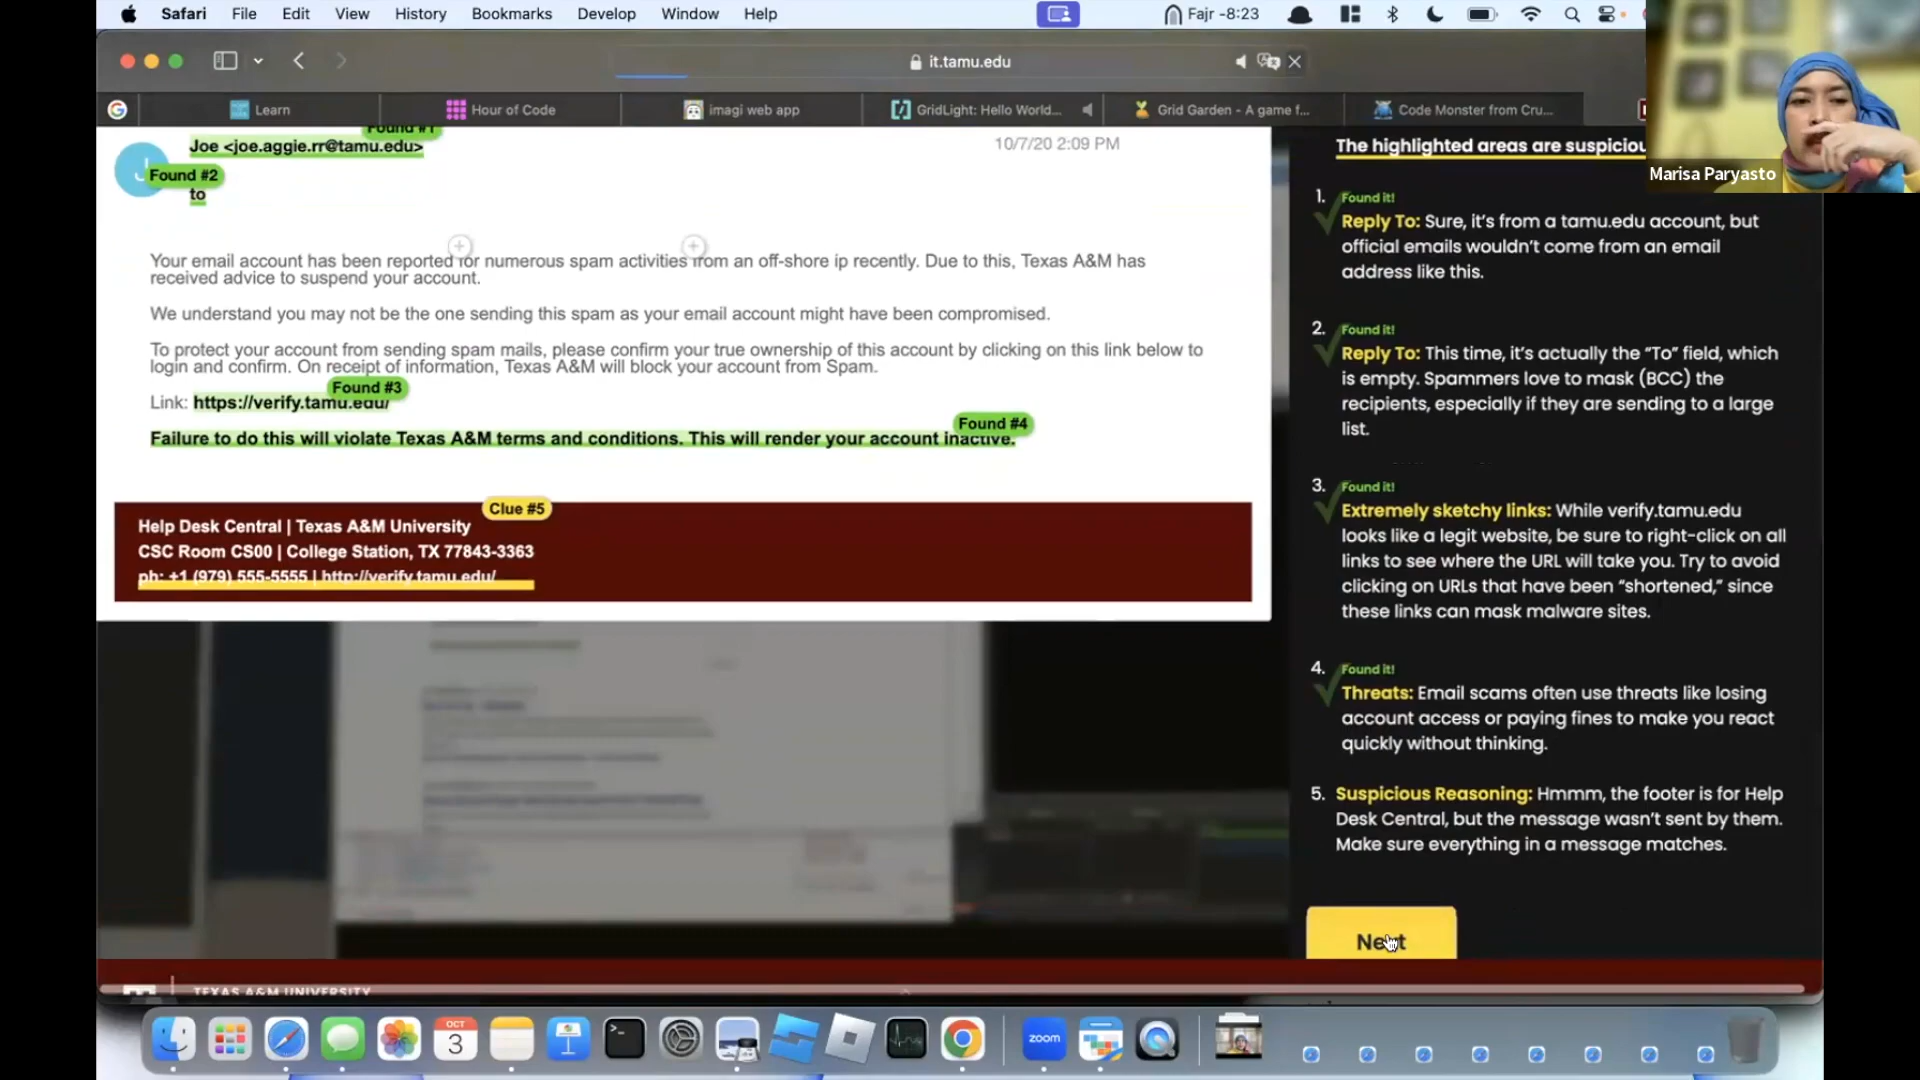 Safari File Edit View History Bookmarks Develop Window Help Fajr -8:23
it.tamu.edu
Learn Hour of Code imagi web app GridLight: Hello World... Grid Garden - A game f... Code Monster from Cru...
Marisa Paryasto
Found #1
Joe <joe.aggie.rr@tamu.edu>
10/7/20 2:09 PM
J
Found #2
to
Your email account has been reported for numerous spam activities from an off-shore ip recently. Due to this, Texas A&M has
received advice to suspend your account.
We understand you may not be the one sending this spam as your email account might have been compromised.
To protect your account from sending spam mails, please confirm your true ownership of this account by clicking on this link below to
login and confirm. On receipt of information, Texas A&M will block your account from Spam.
Found #3
Link: https://verify.tamu.edu/
Found #4
Failure to do this will violate Texas A&M terms and conditions. This will render your account inactive.
Clue #5
Help Desk Central | Texas A&M University
CSC Room CS00 | College Station, TX 77843-3363
ph: +1 (979) 555-5555 | http://verify.tamu.edu/
The highlighted areas are
1. Found it!
Reply To: Sure, it's from a tamu.edu account, but
official emails wouldn't come from an email
address like this.
2. Found it!
Reply To: This time, it's actually the "To" field, which
is empty. Spammers love to mask (BCC) the
recipients, especially if they are sending to a large
list.
3. Found it!
Extremely sketchy links: While verify.tamu.edu
looks like a legit website, be sure to right-click on all
links to see where the URL will take you. Try to avoid
clicking on URLs that have been "shortened," since
these links can mask malware sites.
4. Found it!
Threats: Email scams often use threats like losing
account access or paying fines to make you react
quickly without thinking.
5. Suspicious Reasoning: Hmmm, the footer is for Help
Desk Central, but the message wasn't sent by them.
Make sure everything in a message matches.
Next
TEXAS A&M UNIVERSITY
OCT
3
zoom